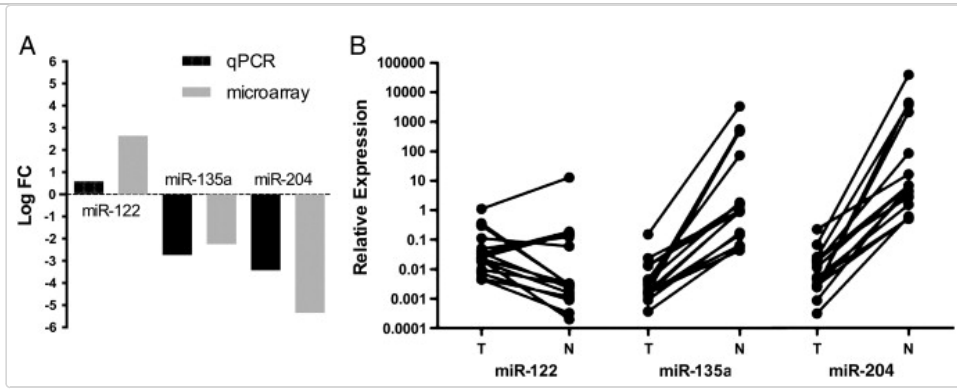 A
Log FC
6
5
4
3
2
1
0
-1
-2
-3
-4
-5
-6
qPCR
microarray
miR-122
miR-135a
miR-204
B
Relative Expression
100000
10000
1000
100
10
1
0.1
0.01
0.001
0.0001
T
N
T
N
T
N
miR-122
miR-135a
miR-204